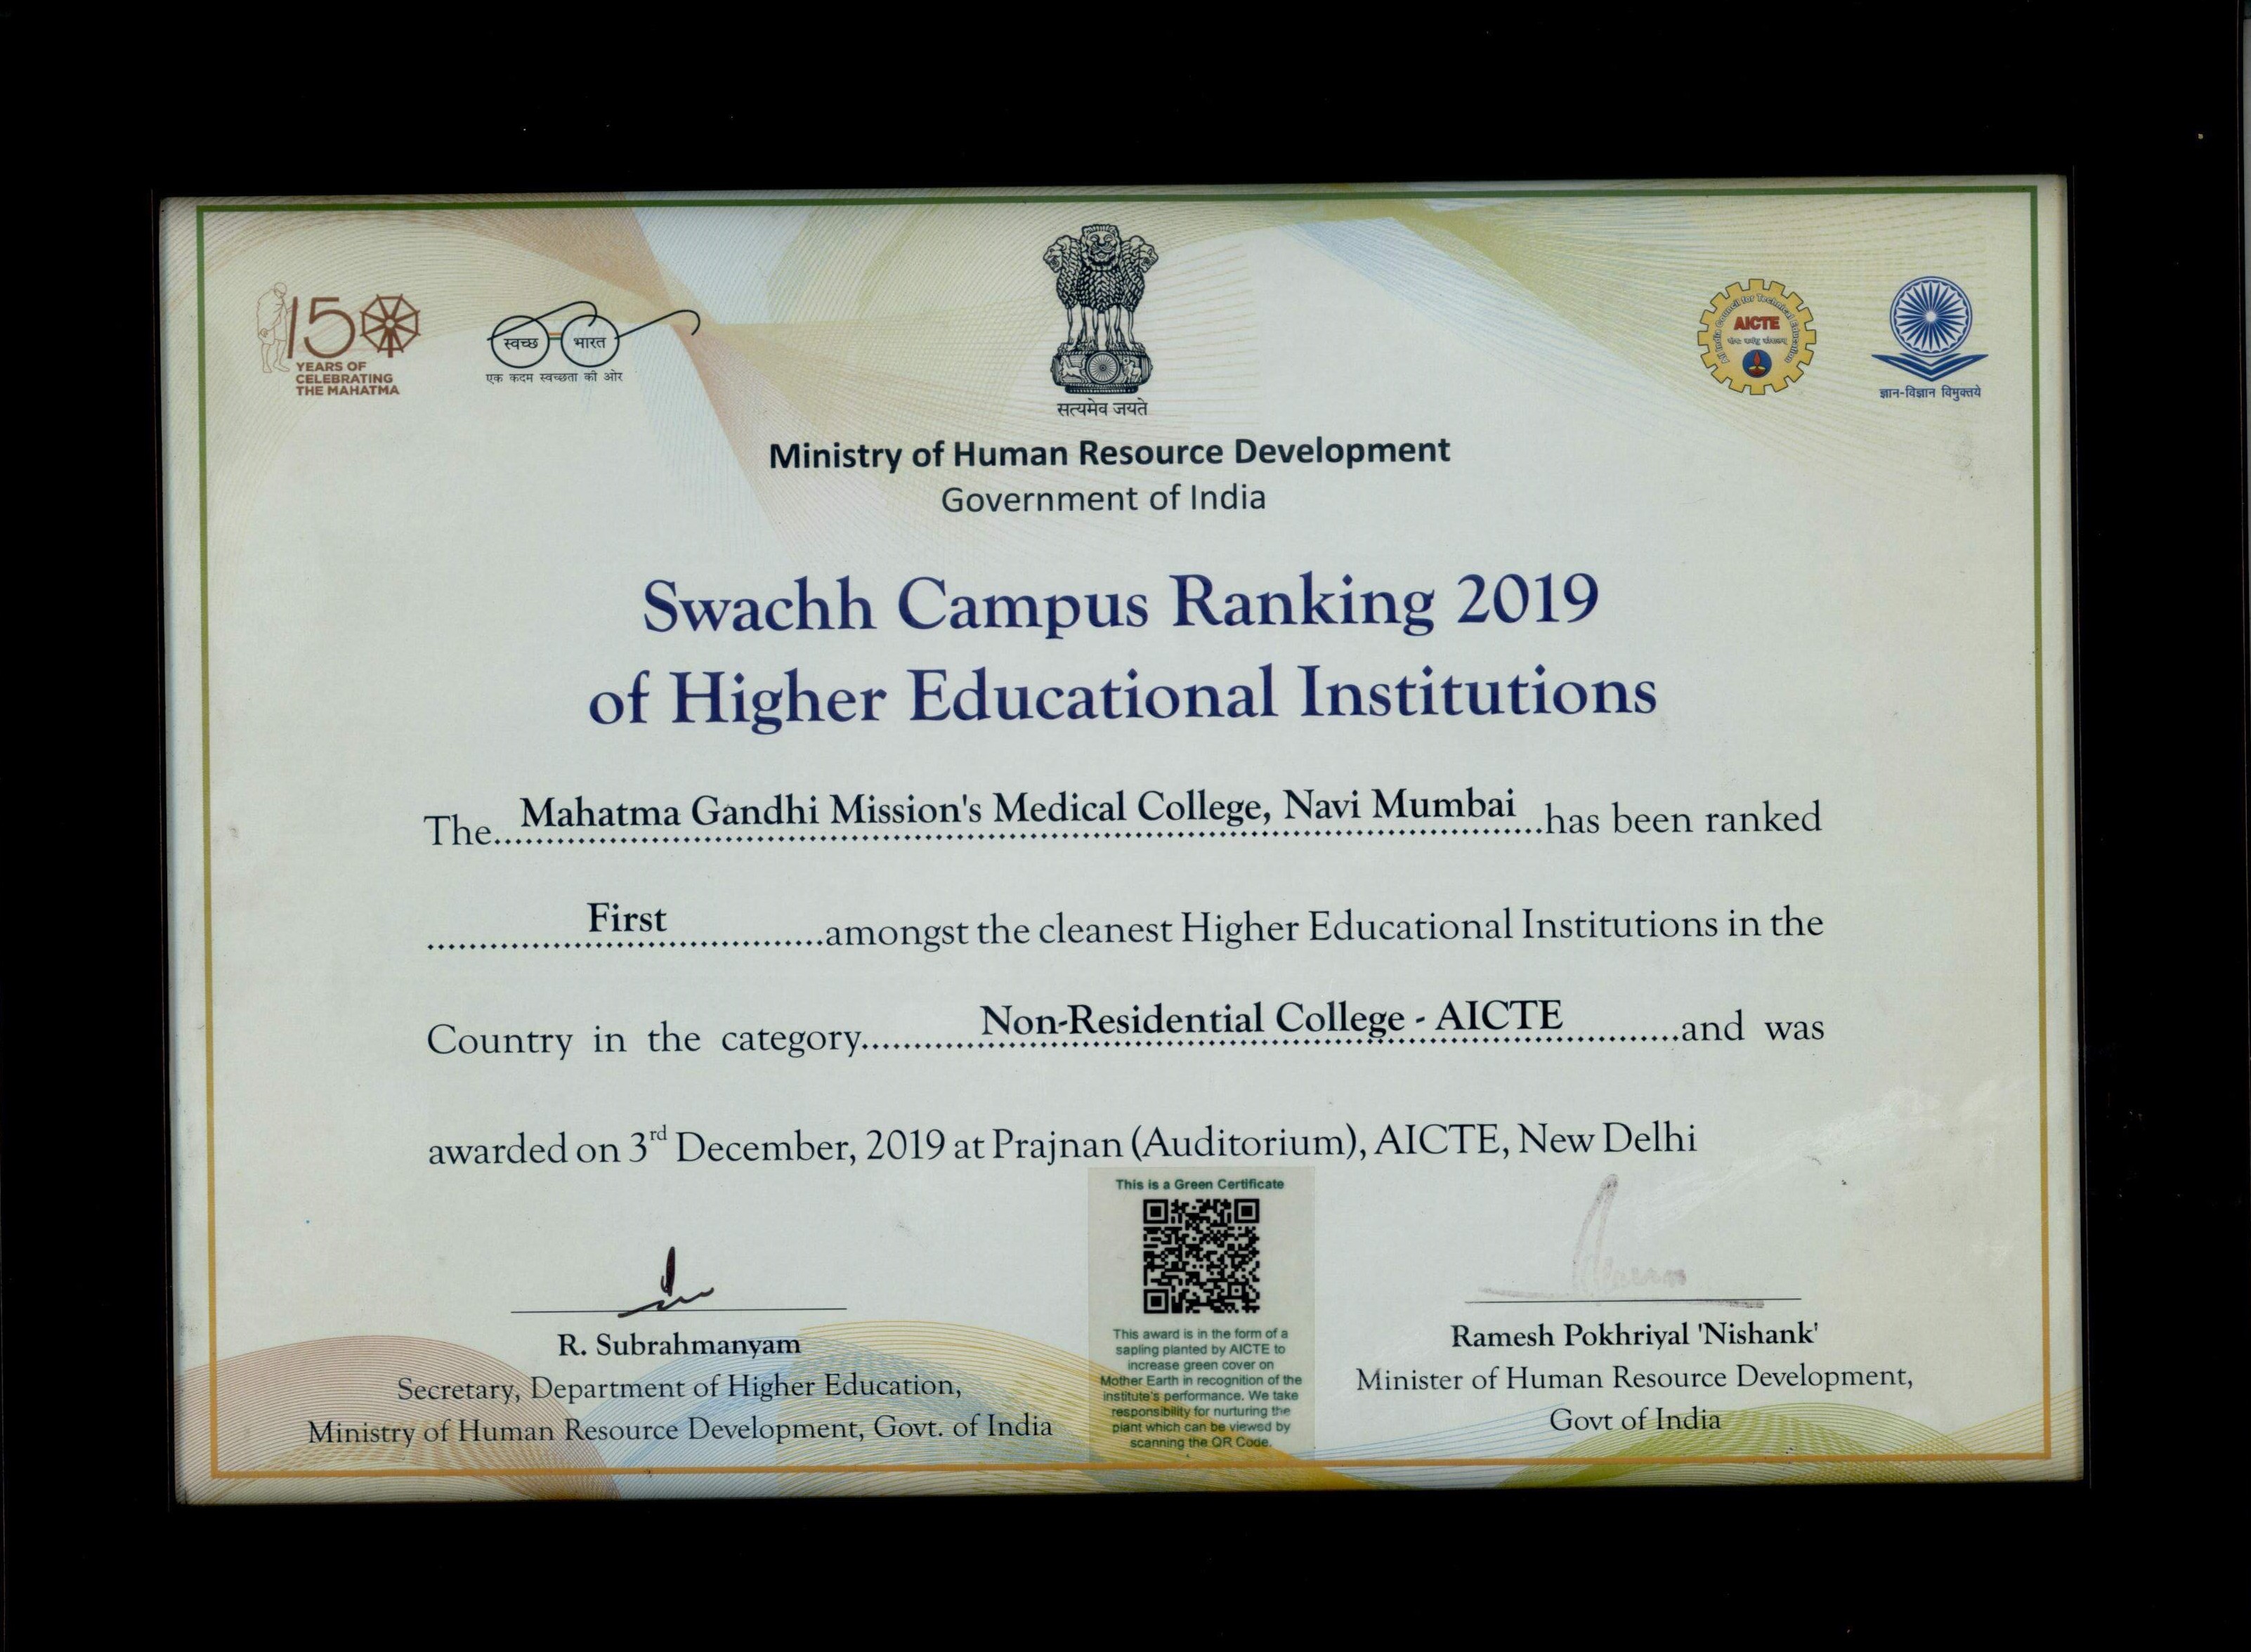 150
YEARS OF
CELEBRATING
THE MAHATMA
स्वच्छ भारत
एक कदम स्वच्छता की ओर
सत्यमेव जयते
All India Council for Technical Education
AICTE
ज्ञान-विज्ञान विमुक्तये
Ministry of Human Resource Development
Government of India
Swachh Campus Ranking 2019
of Higher Educational Institutions
The Mahatma Gandhi Mission's Medical College, Navi Mumbai has been ranked
First amongst the cleanest Higher Educational Institutions in the
Country in the category Non-Residential College - AICTE and was
awarded on 3rd December, 2019 at Prajnan (Auditorium), AICTE, New Delhi
This is a Green Certificate
This award is in the form of a
sapling planted by AICTE to
increase green cover on
Mother Earth in recognition of the
institute's performance. We take
responsibility for nurturing the
plant which can be viewed by
scanning the QR Code.
R. Subrahmanyam
Secretary, Department of Higher Education,
Ministry of Human Resource Development, Govt. of India
Ramesh Pokhriyal 'Nishank'
Minister of Human Resource Development,
Govt of India